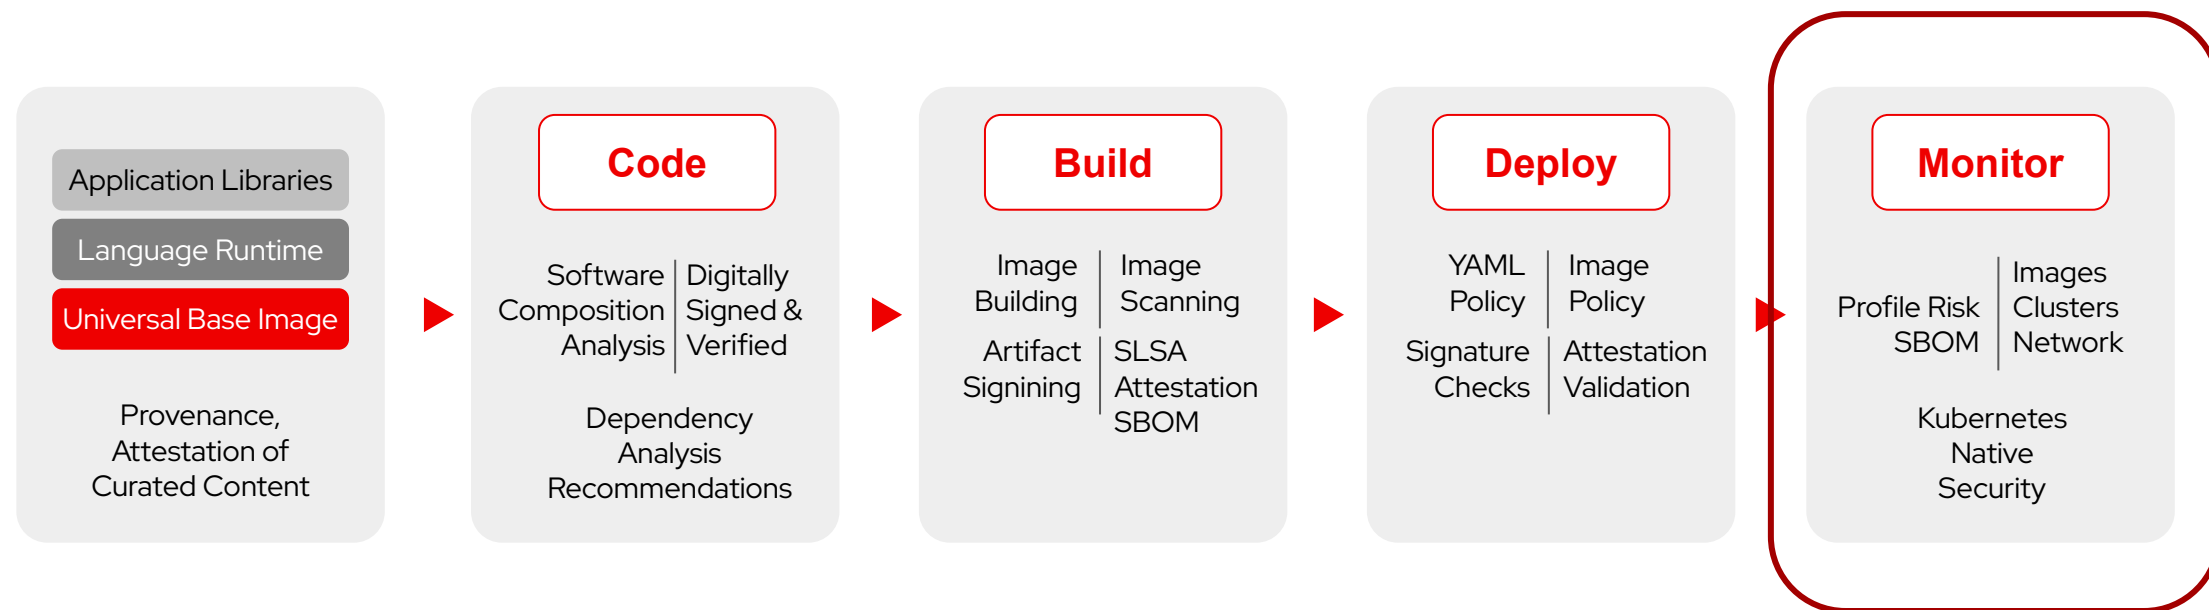 Application Libraries
Language Runtime
Universal Base Image
Provenance,
Attestation of
Curated Content
Code
Software
Composition
Analysis
Digitally
Signed &
Verified
Dependency
Analysis
Recommendations
Build
Image
Building
Image
Scanning
Artifact
Signining
SLSA
Attestation
SBOM
Deploy
YAML
Policy
Image
Policy
Signature
Checks
Attestation
Validation
Monitor
Profile Risk
SBOM
Images
Clusters
Network
Kubernetes
Native
Security